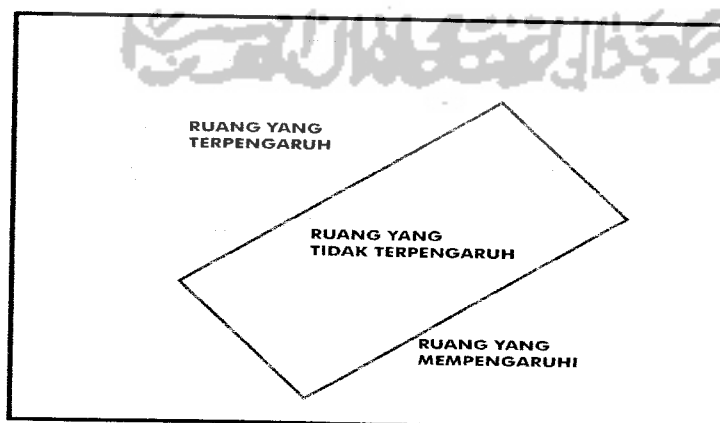 RUANG YANG
TERPENGARUH
RUANG YANG
TIDAK TERPENGARUH
RUANG YANG
MEMPENGARUHI